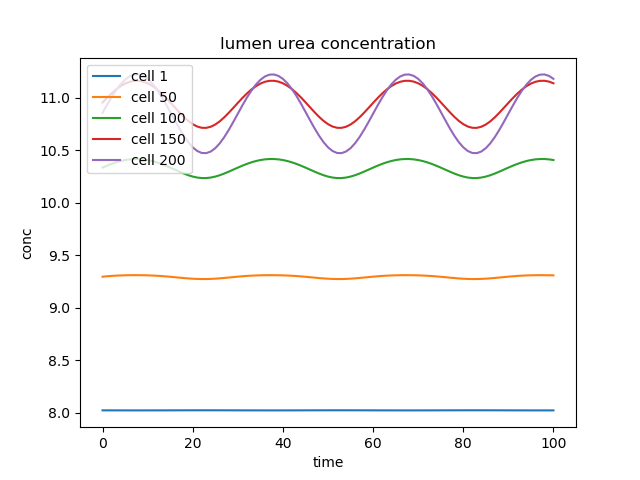 lumen urea concentration
cell 1
cell 50
cell 100
cell 150
cell 200
conc
11.0
10.5
10.0
9.5
9.0
8.5
8.0
0 20 40 60 80 100
time